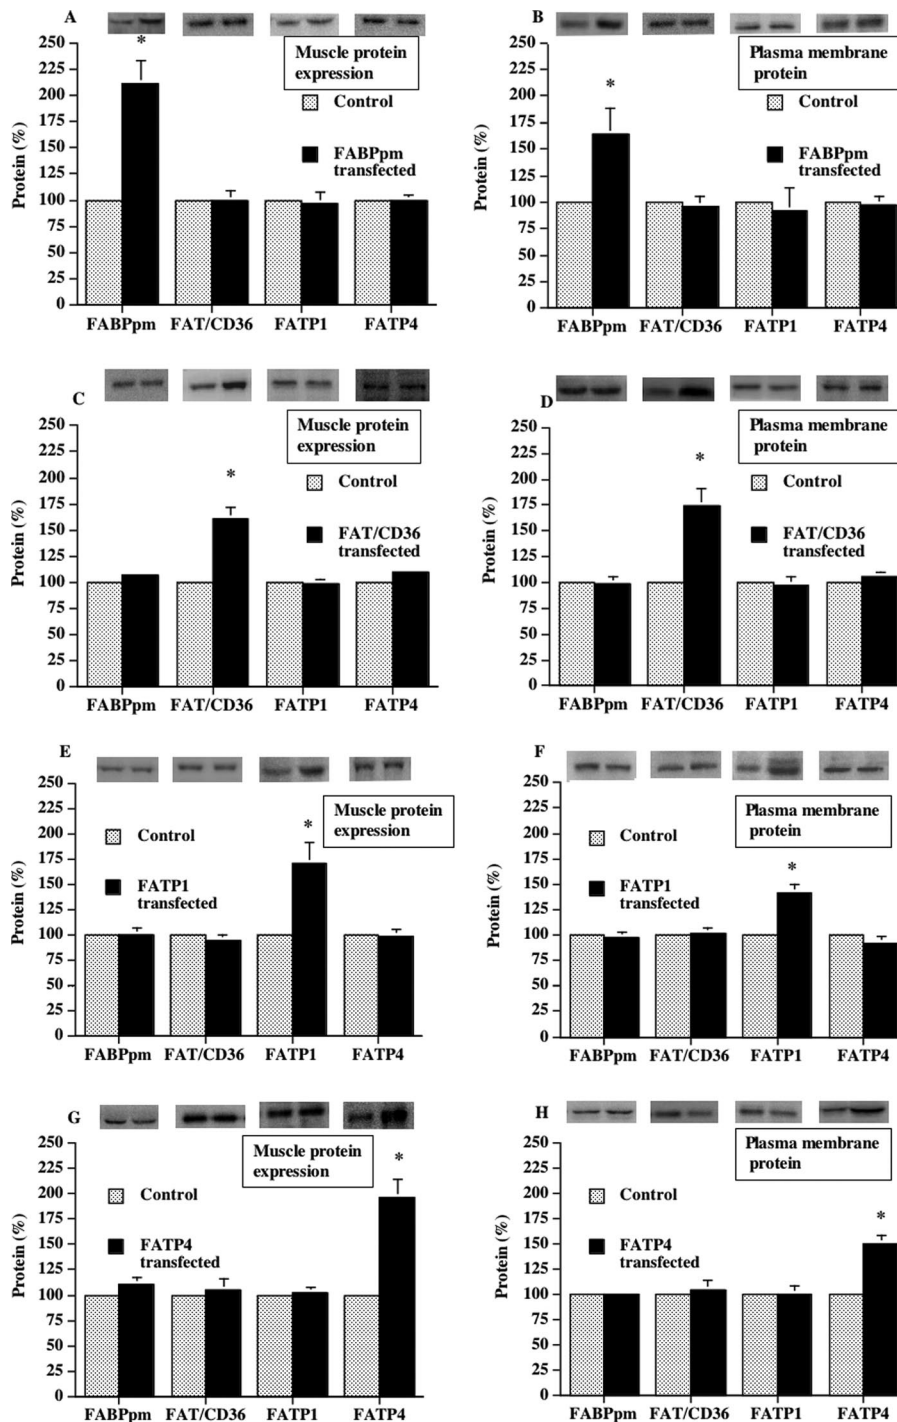 A
Muscle protein
expression
Control
FABPpm
transfected
*
Protein (%)
250
225
200
175
150
125
100
75
50
25
0
FABPpm FAT/CD36 FATP1 FATP4
B
Plasma membrane
protein
Control
FABPpm
transfected
*
Protein (%)
250
225
200
175
150
125
100
75
50
25
0
FABPpm FAT/CD36 FATP1 FATP4
C
Muscle protein
expression
Control
FAT/CD36
transfected
*
Protein (%)
250
225
200
175
150
125
100
75
50
25
0
FABPpm FAT/CD36 FATP1 FATP4
D
Plasma membrane
protein
Control
FAT/CD36
transfected
*
Protein (%)
250
225
200
175
150
125
100
75
50
25
0
FABPpm FAT/CD36 FATP1 FATP4
E
Muscle protein
expression
Control
FATP1
transfected
*
Protein (%)
250
225
200
175
150
125
100
75
50
25
0
FABPpm FAT/CD36 FATP1 FATP4
F
Plasma membrane
protein
Control
FATP1
transfected
*
Protein (%)
250
225
200
175
150
125
100
75
50
25
0
FABPpm FAT/CD36 FATP1 FATP4
G
Muscle protein
expression
Control
FATP4
transfected
*
Protein (%)
250
225
200
175
150
125
100
75
50
25
0
FABPpm FAT/CD36 FATP1 FATP4
H
Plasma membrane
protein
Control
FATP4
transfected
*
Protein (%)
250
225
200
175
150
125
100
75
50
25
0
FABPpm FAT/CD36 FATP1 FATP4